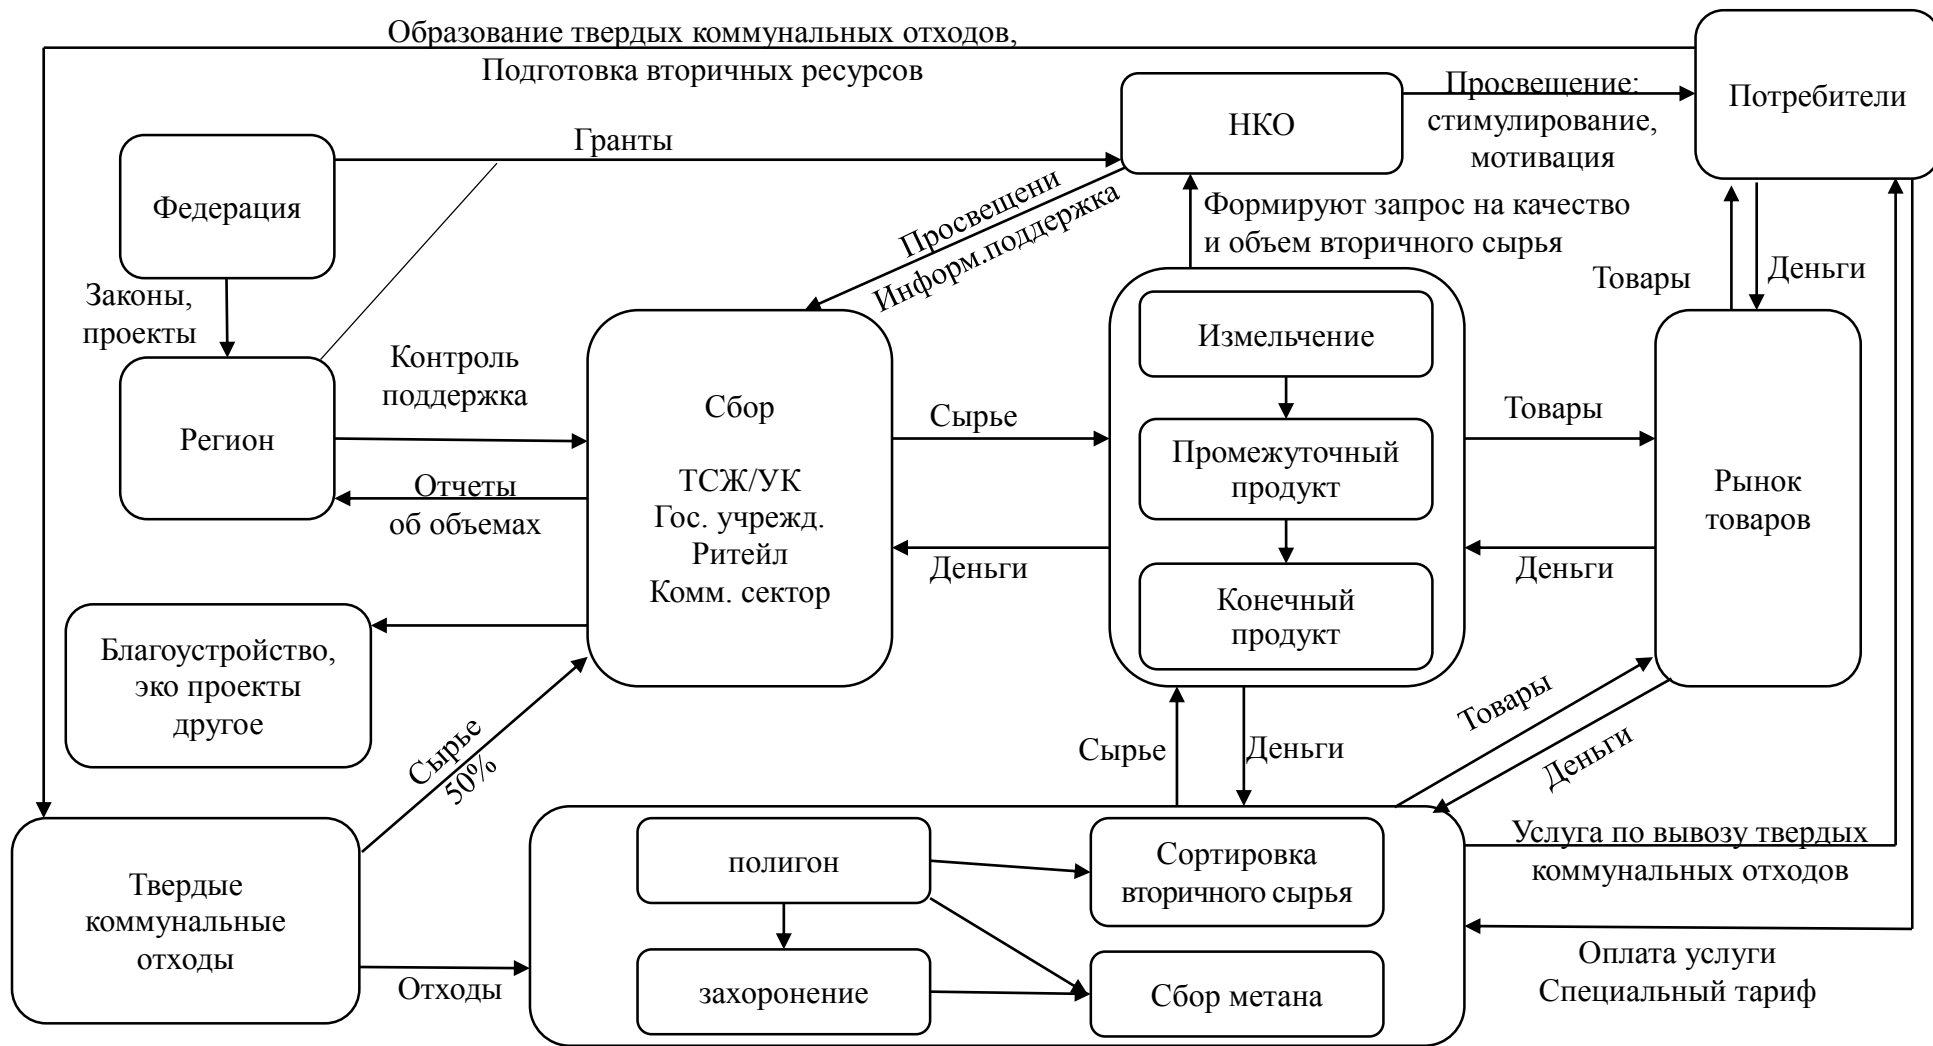 Образование твердых коммунальных отходов,
Подготовка вторичных ресурсов
Потребители
НКО
Просвещение:
стимулирование,
мотивация
Гранты
Федерация
Просвещени
Информ.поддержка
Формируют запрос на качество
и объем вторичного сырья
Товары
Деньги
Законы,
проекты
Регион
Контроль
поддержка
Отчеты
об объемах
Сбор
ТСЖ/УК
Гос. учрежд.
Ритейл
Комм. сектор
Сырье
Деньги
Измельчение
Промежуточный
продукт
Конечный
продукт
Товары
Деньги
Рынок
товаров
Благоустройство,
эко проекты
другое
Сырье
50%
Сырье
Деньги
Товары
Деньги
Твердые
коммунальные
отходы
Отходы
полигон
захоронение
Сортировка
вторичного сырья
Сбор метана
Услуга по вывозу твердых
коммунальных отходов
Оплата услуги
Специальный тариф